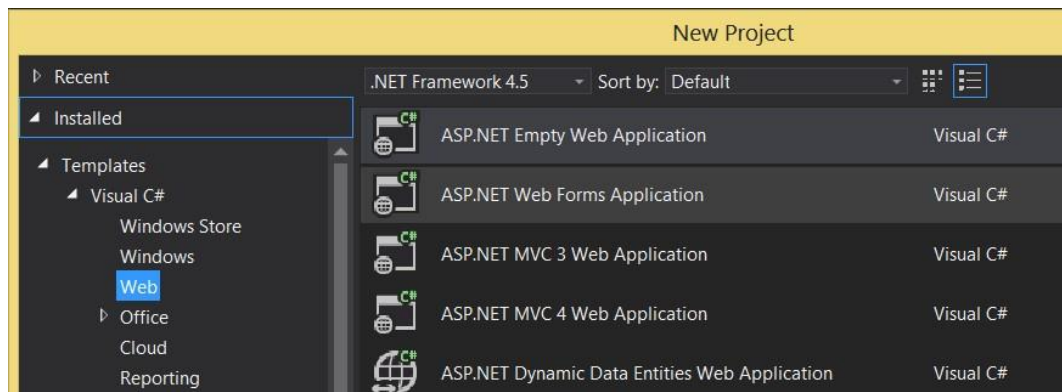 New Project
Recent
Installed
Templates
Visual C#
Windows Store
Windows
Web
Office
Cloud
Reporting
.NET Framework 4.5 Sort by: Default
C# ASP.NET Empty Web Application Visual C#
C# ASP.NET Web Forms Application Visual C#
C# ASP.NET MVC 3 Web Application Visual C#
C# ASP.NET MVC 4 Web Application Visual C#
C# ASP.NET Dynamic Data Entities Web Application Visual C#